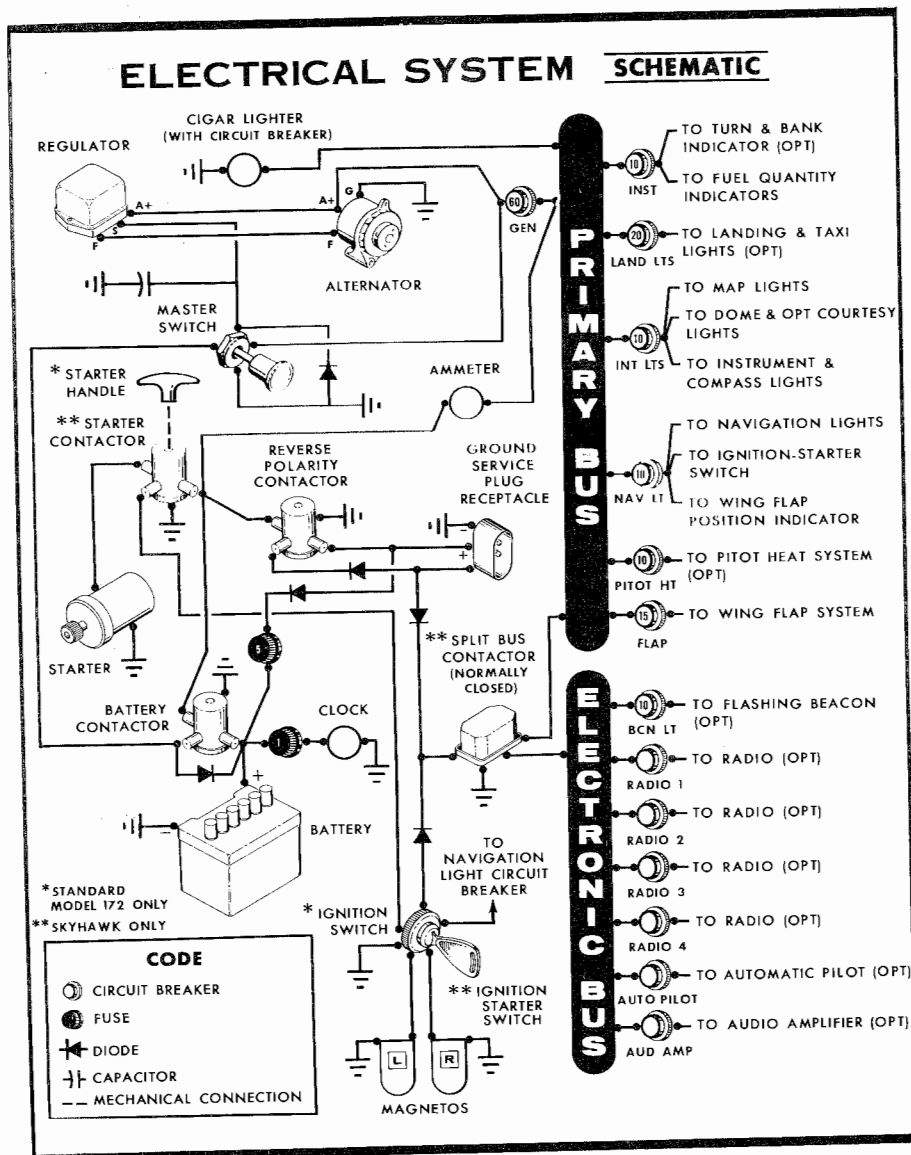 ELECTRICAL SYSTEM SCHEMATIC
CIGAR LIGHTER
(WITH CIRCUIT BREAKER)
REGULATOR
A+
S
F
A+
G
F
ALTERNATOR
60
GEN
MASTER
SWITCH
* STARTER
HANDLE
** STARTER
CONTACTOR
AMMETER
REVERSE
POLARITY
CONTACTOR
GROUND
SERVICE
PLUG
RECEPTACLE
−
+
STARTER
5
** SPLIT BUS
CONTACTOR
(NORMALLY
CLOSED)
BATTERY
CONTACTOR
CLOCK
+
−
BATTERY
TO
NAVIGATION
LIGHT CIRCUIT
BREAKER
* IGNITION
SWITCH
** IGNITION
STARTER
SWITCH
L
R
MAGNETOS
* STANDARD
MODEL 172 ONLY
** SKYHAWK ONLY
CODE
CIRCUIT BREAKER
FUSE
DIODE
CAPACITOR
MECHANICAL CONNECTION
PRIMARY BUS
10
INST
TO TURN & BANK
INDICATOR (OPT)
TO FUEL QUANTITY
INDICATORS
20
LAND LTS
TO LANDING & TAXI
LIGHTS (OPT)
10
INT LTS
TO MAP LIGHTS
TO DOME & OPT COURTESY
LIGHTS
TO INSTRUMENT &
COMPASS LIGHTS
10
NAV LT
TO NAVIGATION LIGHTS
TO IGNITION-STARTER
SWITCH
TO WING FLAP
POSITION INDICATOR
10
PITOT HT
TO PITOT HEAT SYSTEM
(OPT)
15
FLAP
TO WING FLAP SYSTEM
ELECTRONIC BUS
10
BCN LT
TO FLASHING BEACON
(OPT)
RADIO 1
TO RADIO (OPT)
RADIO 2
TO RADIO (OPT)
RADIO 3
TO RADIO (OPT)
RADIO 4
TO RADIO (OPT)
AUTO PILOT
TO AUTOMATIC PILOT (OPT)
AUD AMP
TO AUDIO AMPLIFIER (OPT)